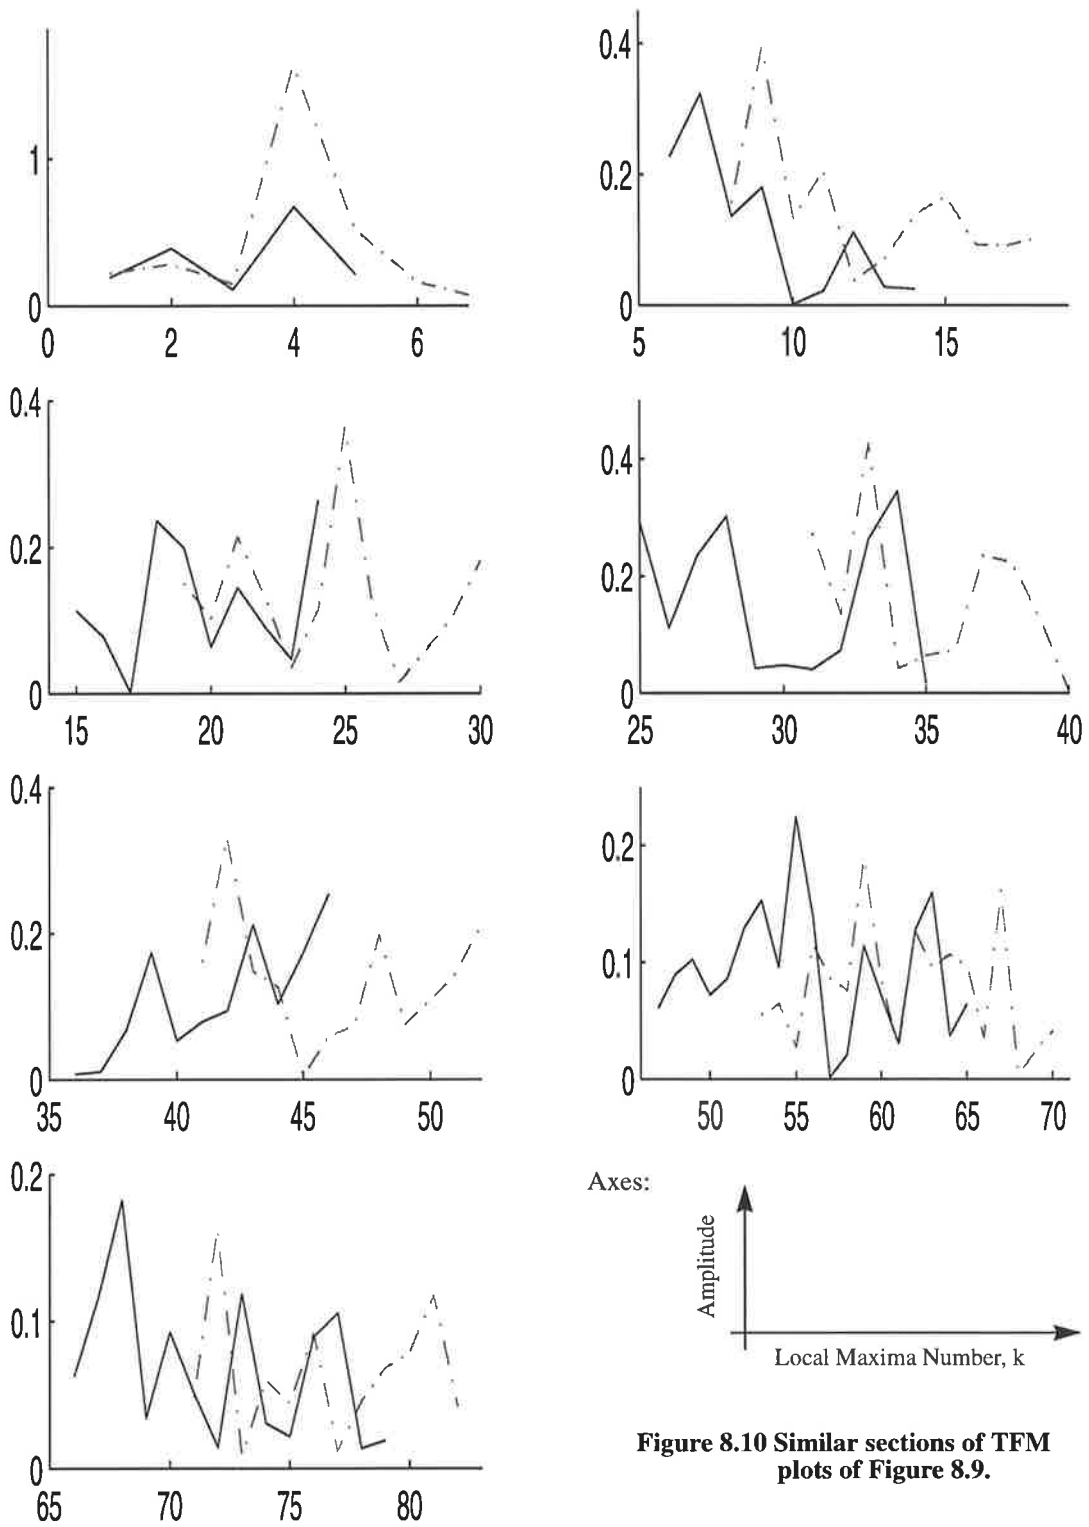 1
0
0 2 4 6
0.4
0.2
0
5 10 15
0.4
0.2
0
15 20 25 30
0.4
0.2
0
25 30 35 40
0.4
0.2
0
35 40 45 50
0.2
0.1
0
50 55 60 65 70
0.2
0.1
0
65 70 75 80
Axes:
Amplitude
Local Maxima Number, k
Figure 8.10 Similar sections of TFM
plots of Figure 8.9.